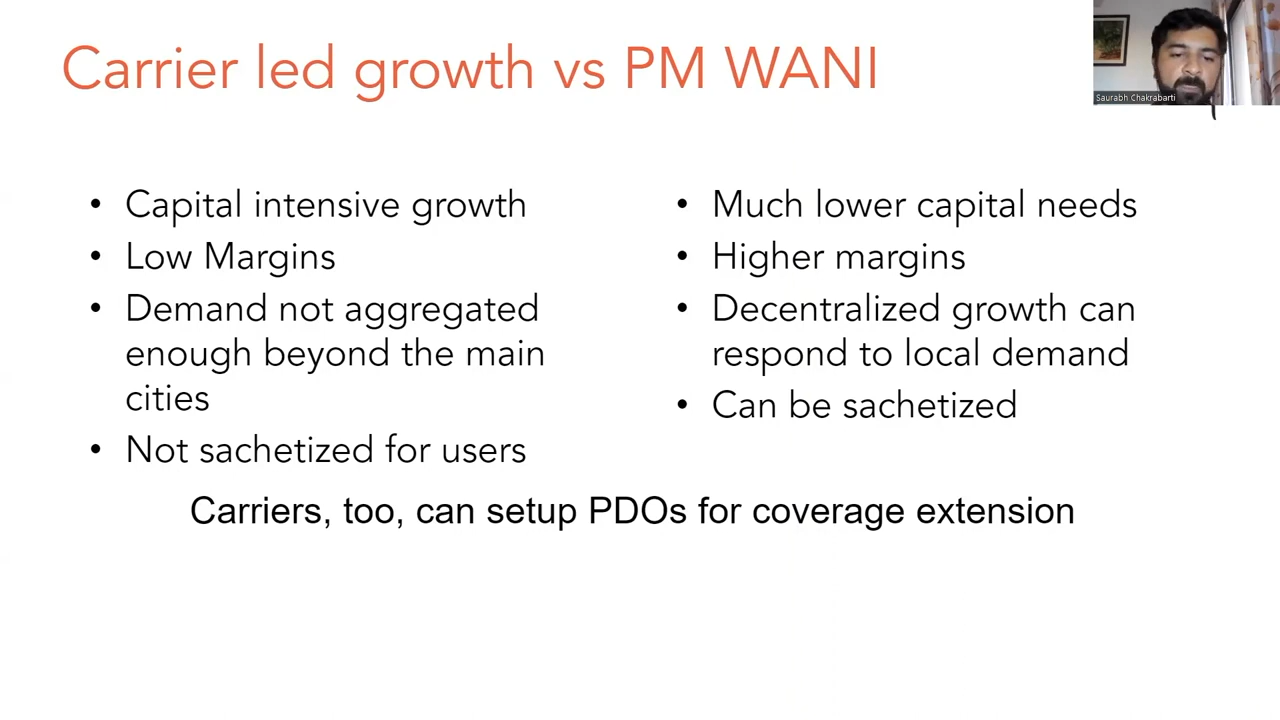 Carrier led growth vs PM WANI
Saurabh Chakrabarti
• Capital intensive growth
• Low Margins
• Demand not aggregated
enough beyond the main
cities
• Not sachetized for users
• Much lower capital needs
• Higher margins
• Decentralized growth can
respond to local demand
• Can be sachetized
Carriers, too, can setup PDOs for coverage extension